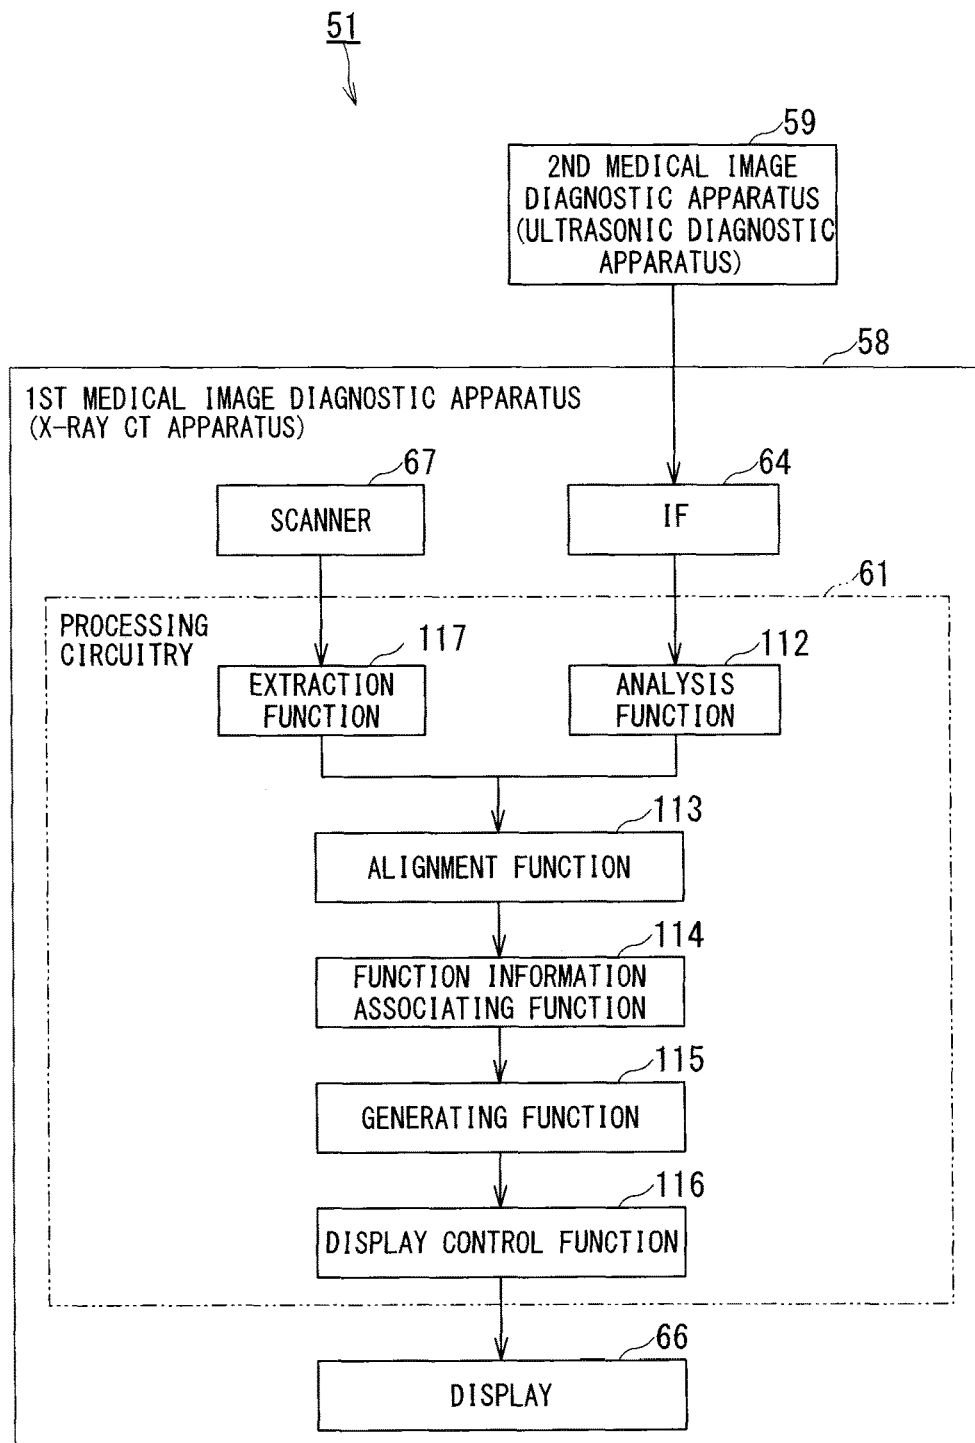 51
59
2ND MEDICAL IMAGE
DIAGNOSTIC APPARATUS
(ULTRASONIC DIAGNOSTIC
APPARATUS)
58
1ST MEDICAL IMAGE DIAGNOSTIC APPARATUS
(X-RAY CT APPARATUS)
67
SCANNER
64
IF
61
PROCESSING
CIRCUITRY
117
EXTRACTION
FUNCTION
112
ANALYSIS
FUNCTION
113
ALIGNMENT FUNCTION
114
FUNCTION INFORMATION
ASSOCIATING FUNCTION
115
GENERATING FUNCTION
116
DISPLAY CONTROL FUNCTION
66
DISPLAY